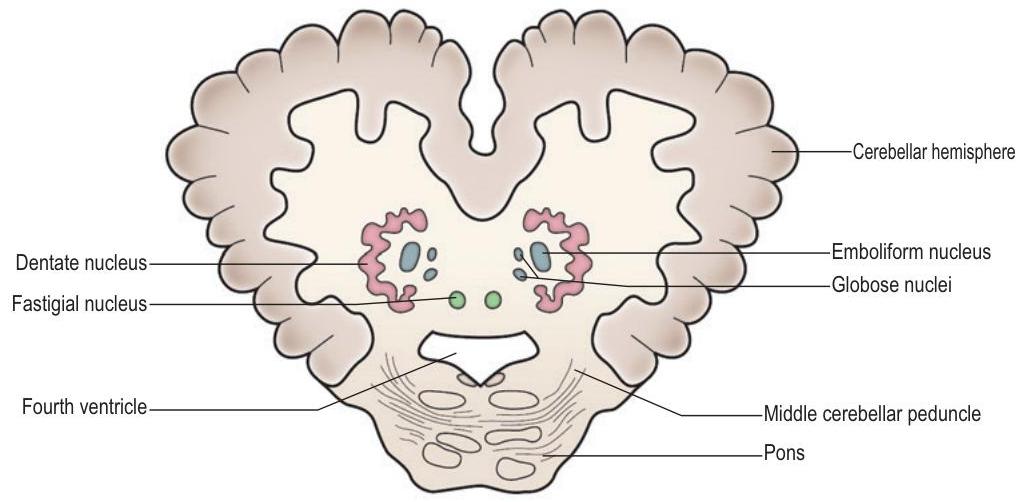 Cerebellar hemisphere
Dentate nucleus
Emboliform nucleus
Fastigial nucleus
Globose nuclei
Fourth ventricle
Middle cerebellar peduncle
Pons